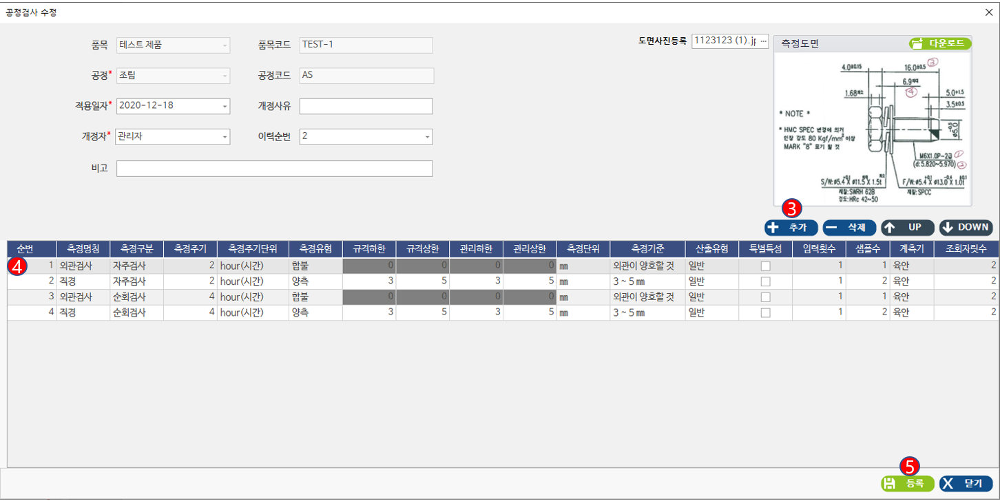 공정검사 수정
품목 테스트 제품 품목코드 TEST-1 도면사진등록 1123123 (1).jr ...
측정도면 다운로드
공정* 조립 공정코드 AS
적용일자* 2020-12-18 개정사유
개정자* 관리자 이력순번 2
비고
4.0±0.15 16.0±0.5 ③
6.9 ④
1.68 5.0+1.5
3.5±0.5
* NOTE *
* HMC SPEC 변경에 의거
인장 강도 80 Kgf/mm² 이상
MARK "8" 표기 할 것
ø5.0
M6X1.0P-2급 ①
(d:5.820~5.970) ②
S/W:ø5.4 X ø11.5 X 1.5t F/W:ø5.4 X ø13.0 X 1.0t
재질:SWRH 62B 재질:SPCC
경도:HRc 42~50
3
추가 삭제 UP DOWN
순번 측정명칭 측정구분 측정주기 측정주기단위 측정유형 규격하한 규격상한 관리하한 관리상한 측정단위 측정기준 산출유형 특별특성 입력횟수 샘플수 계측기 조회자릿수
4
1 외관검사 자주검사 2 hour(시간) 합불 0 0 0 0 ㎜ 외관이 양호할 것 일반 1 1 육안 2
2 직경 자주검사 2 hour(시간) 양측 3 5 3 5 ㎜ 3 ~ 5 ㎜ 일반 1 2 육안 2
3 외관검사 순회검사 4 hour(시간) 합불 0 0 0 0 ㎜ 외관이 양호할 것 일반 1 1 육안 2
4 직경 순회검사 4 hour(시간) 양측 3 5 3 5 ㎜ 3 ~ 5 ㎜ 일반 1 2 육안 2
5
등록 닫기